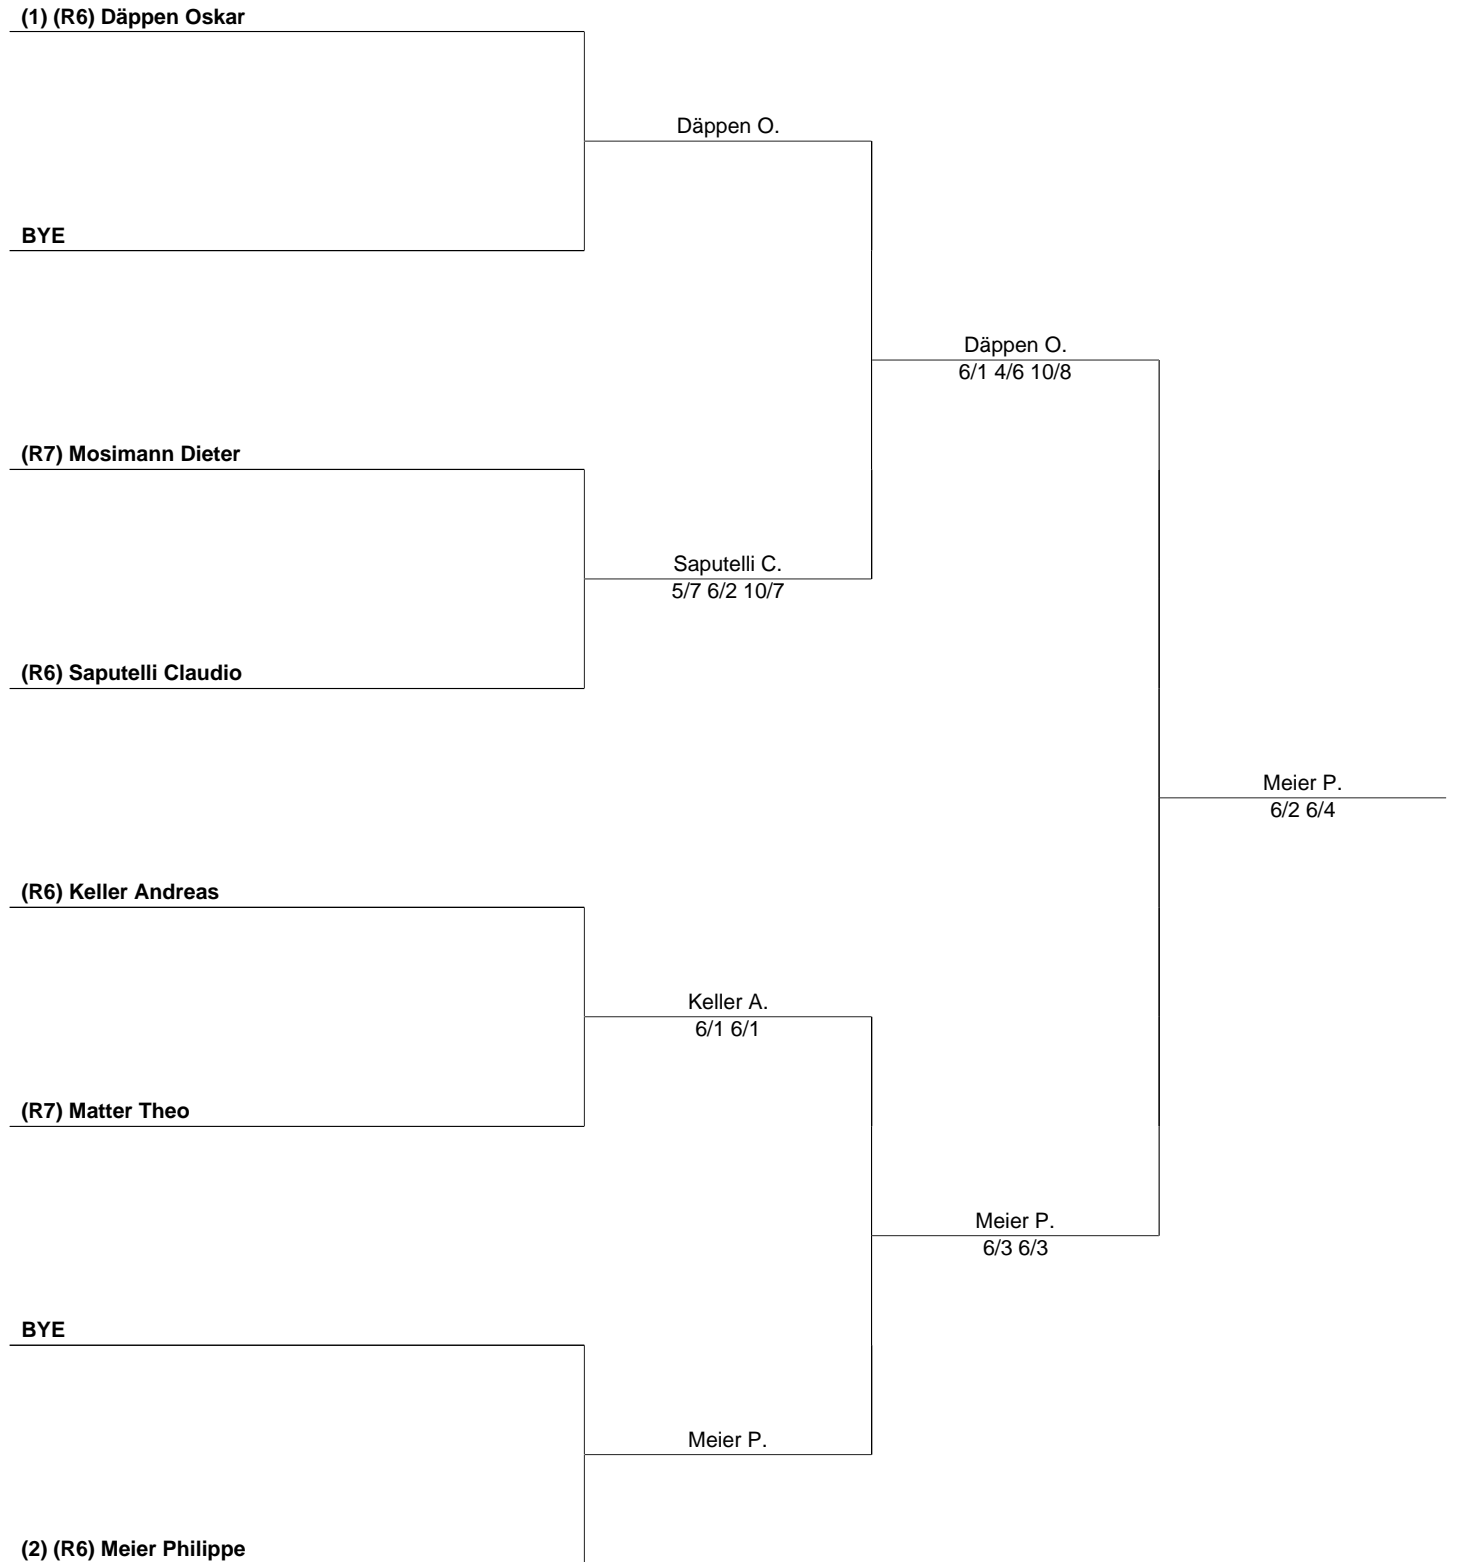 (1) (R6) Däppen Oskar
Däppen O.
BYE
Däppen O.
6/1 4/6 10/8
(R7) Mosimann Dieter
Saputelli C.
5/7 6/2 10/7
(R6) Saputelli Claudio
Meier P.
6/2 6/4
(R6) Keller Andreas
Keller A.
6/1 6/1
(R7) Matter Theo
Meier P.
6/3 6/3
BYE
Meier P.
(2) (R6) Meier Philippe